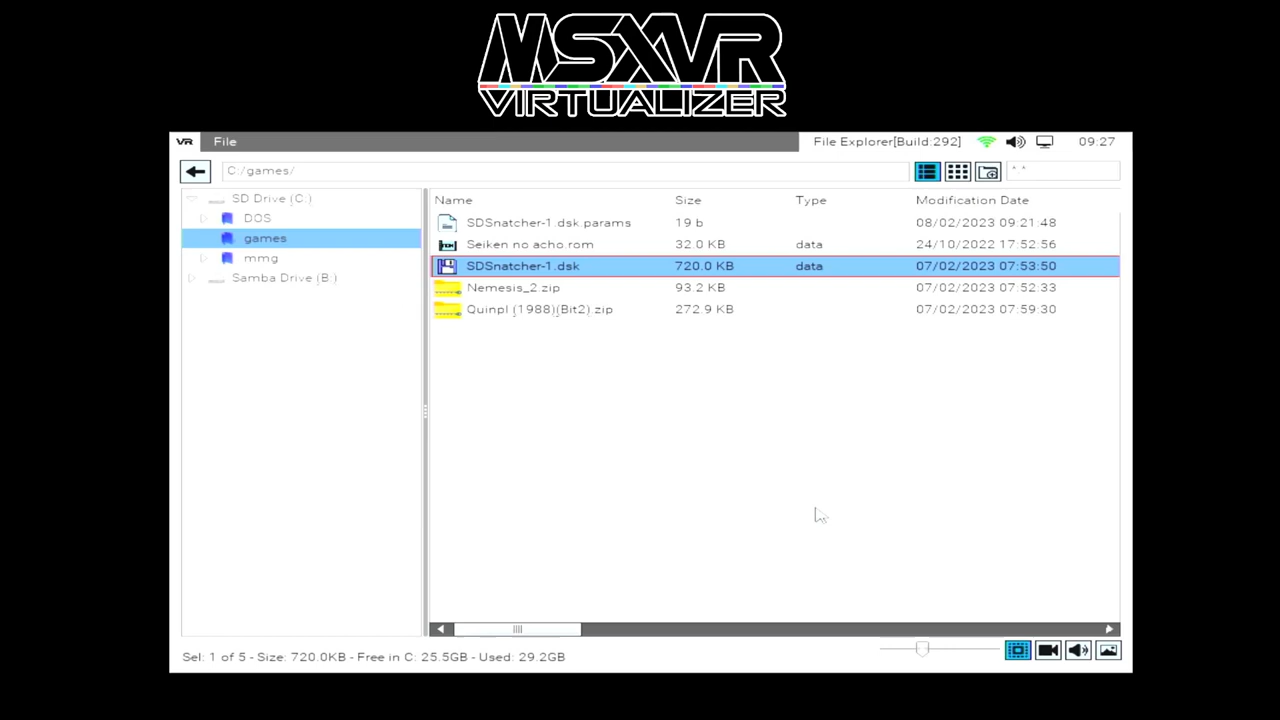 MSXVR
VIRTUALIZER
VR File File Explorer[Build:292] 09:27
C:/games/ ^ ^
SD Drive (C:)
DOS
games
mmg
Samba Drive (B:)
Name Size Type Modification Date
SDSnatcher-1.dsk.params 19 b 08/02/2023 09:21:48
Seiken no acho.rom 32.0 KB data 24/10/2022 17:52:56
SDSnatcher-1.dsk 720.0 KB data 07/02/2023 07:53:50
Nemesis_2.zip 93.2 KB 07/02/2023 07:52:33
Quinpl (1988)(Bit2).zip 272.9 KB 07/02/2023 07:59:30
Sel: 1 of 5 - Size: 720.0KB - Free in C: 25.5GB - Used: 29.2GB